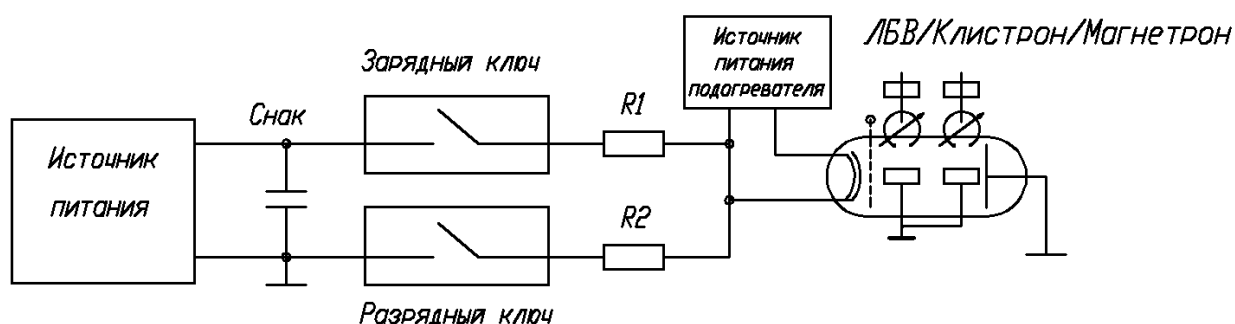 Источник
питания
Снак
Зарядный ключ
R1
Источник
питания
подогревателя
ЛБВ/Клистрон/Магнетрон
R2
Разрядный ключ